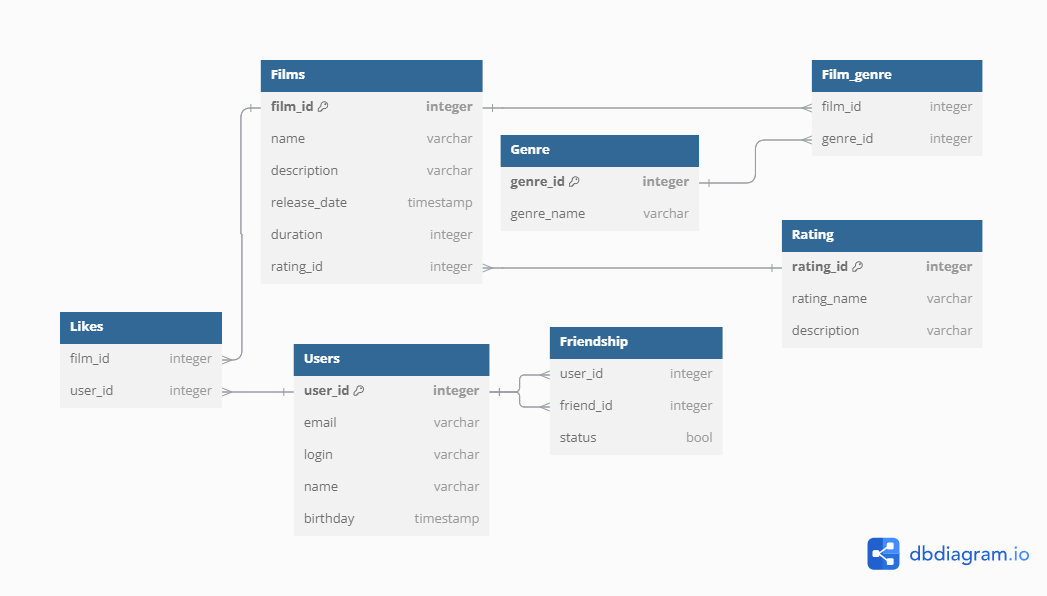 Films
film_id integer
name varchar
description varchar
release_date timestamp
duration integer
rating_id integer
Film_genre
film_id integer
genre_id integer
Genre
genre_id integer
genre_name varchar
Rating
rating_id integer
rating_name varchar
description varchar
Likes
film_id integer
user_id integer
Users
user_id integer
email varchar
login varchar
name varchar
birthday timestamp
Friendship
user_id integer
friend_id integer
status bool
dbdiagram.io